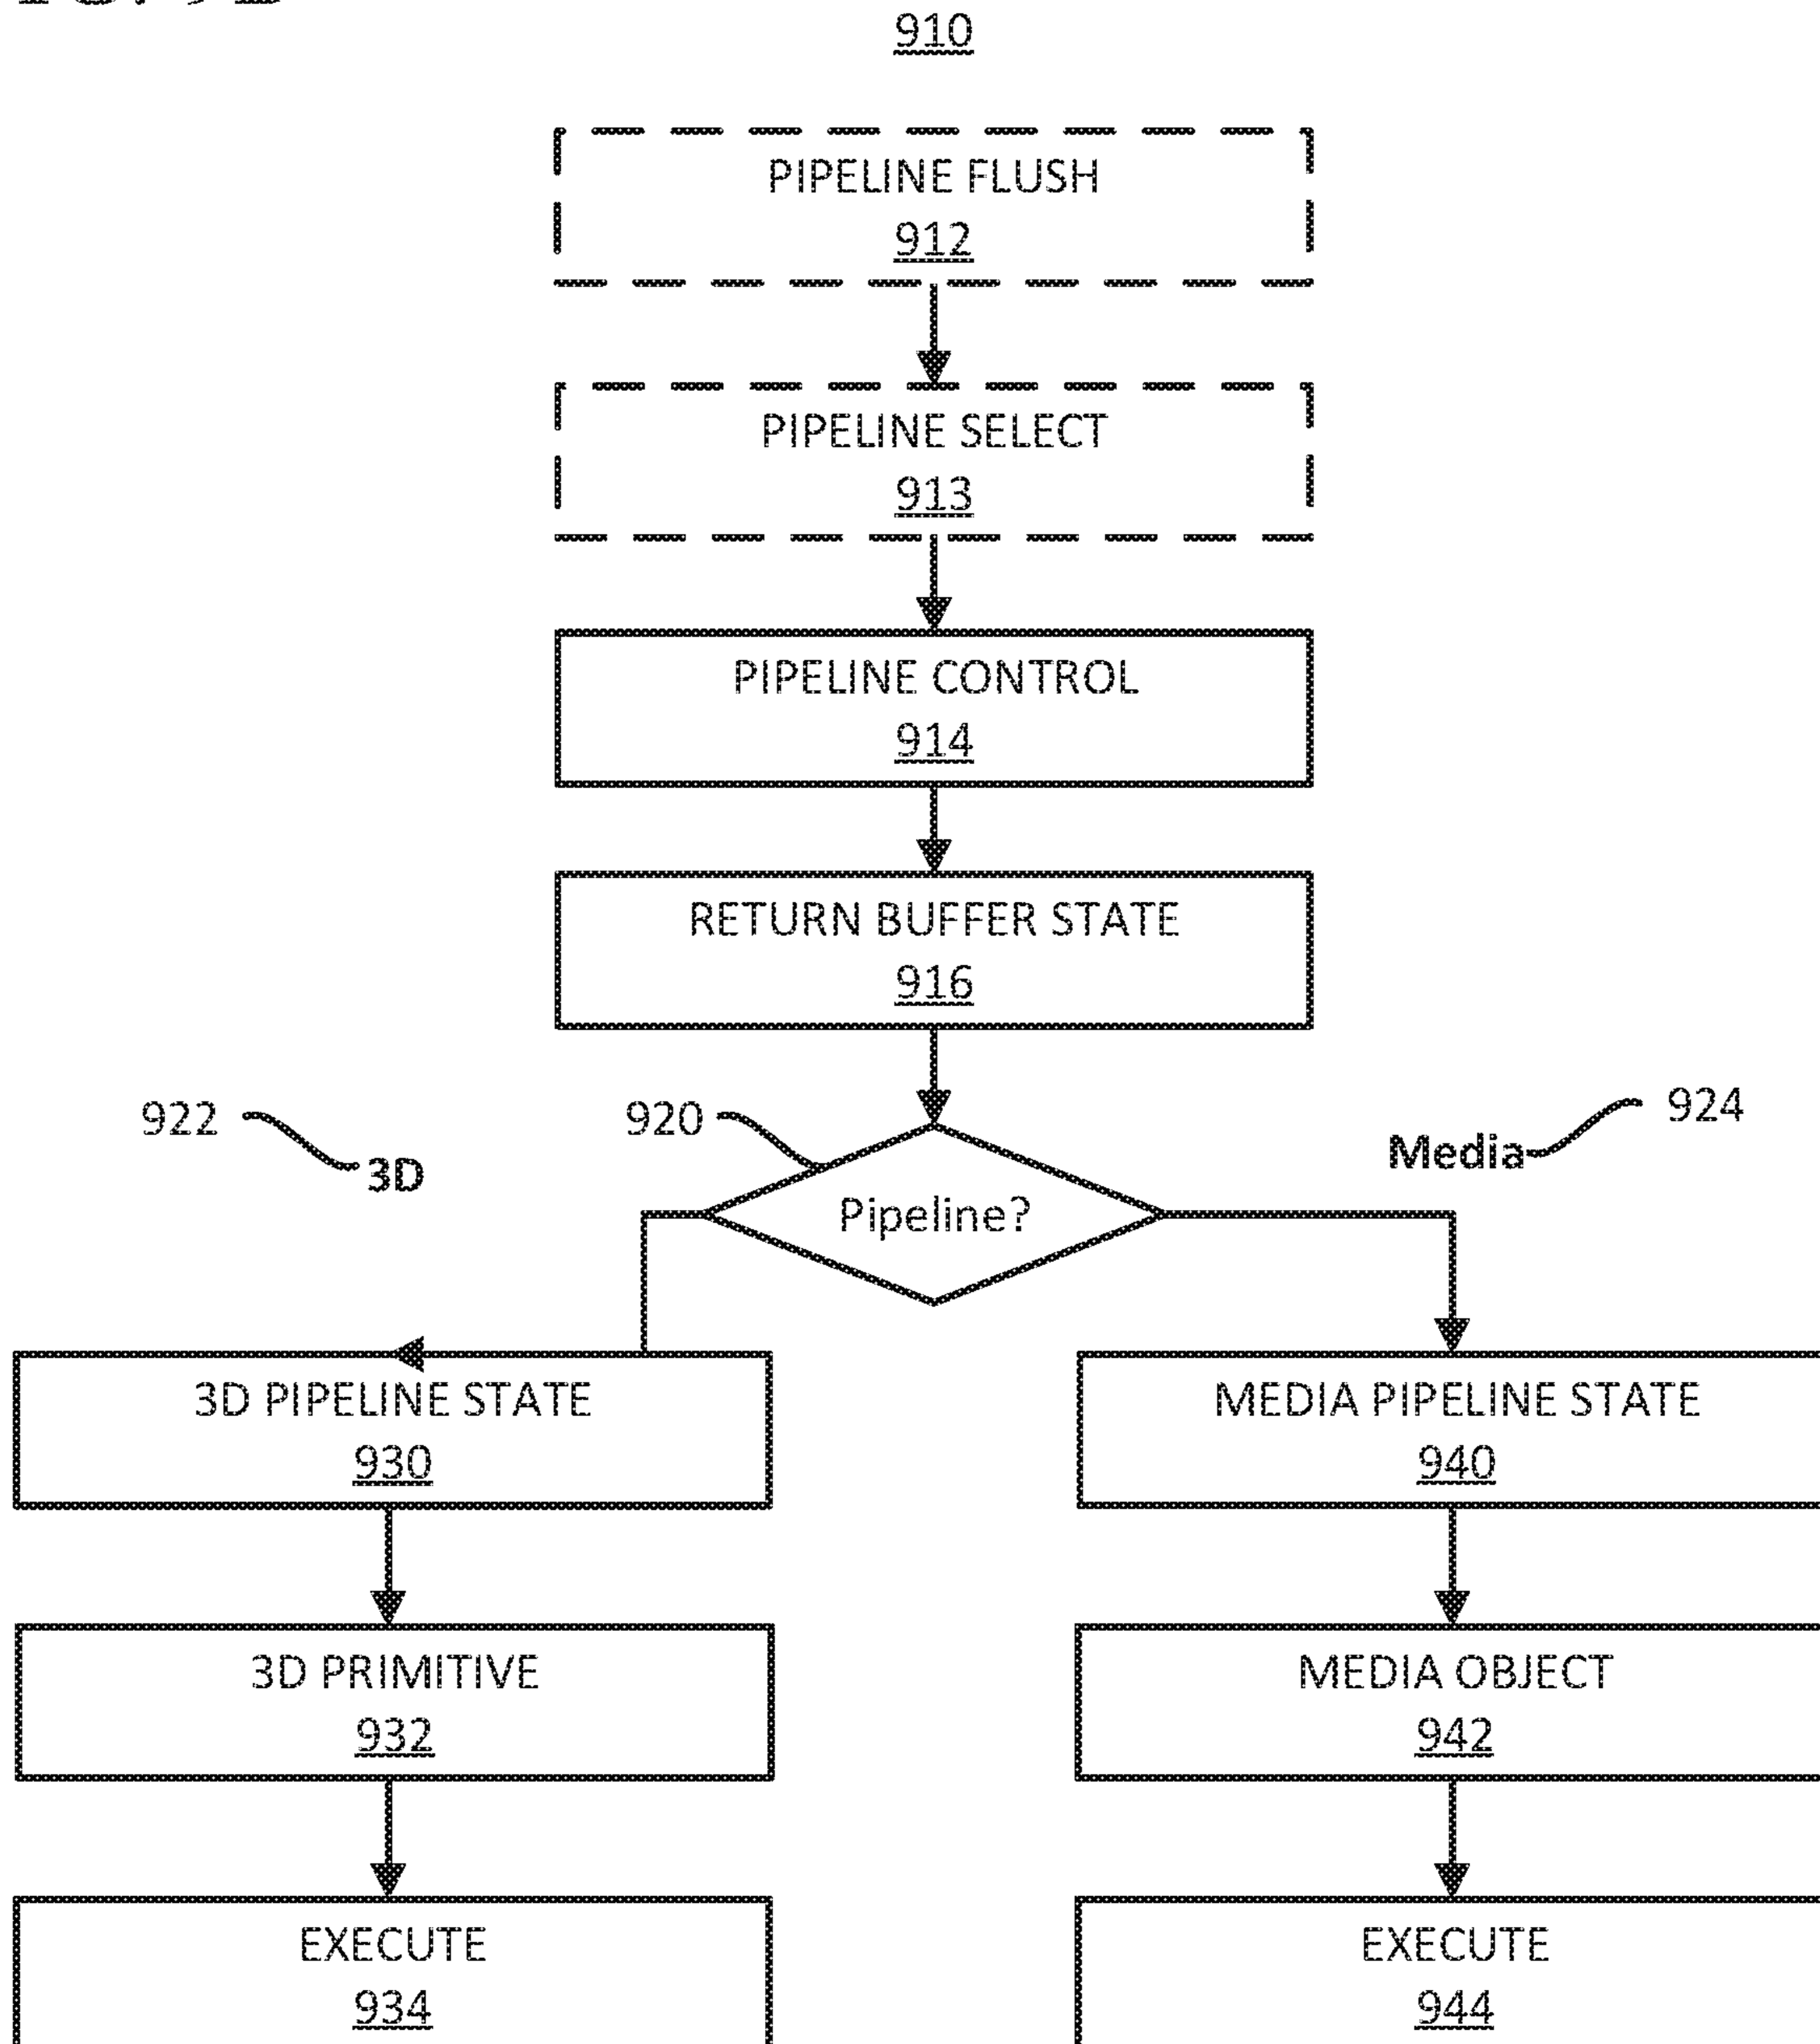 910
PIPELINE FLUSH
912
PIPELINE SELECT
913
PIPELINE CONTROL
914
RETURN BUFFER STATE
916
922
920
924
3D
Media
Pipeline?
3D PIPELINE STATE
930
MEDIA PIPELINE STATE
940
3D PRIMITIVE
932
MEDIA OBJECT
942
EXECUTE
934
EXECUTE
944